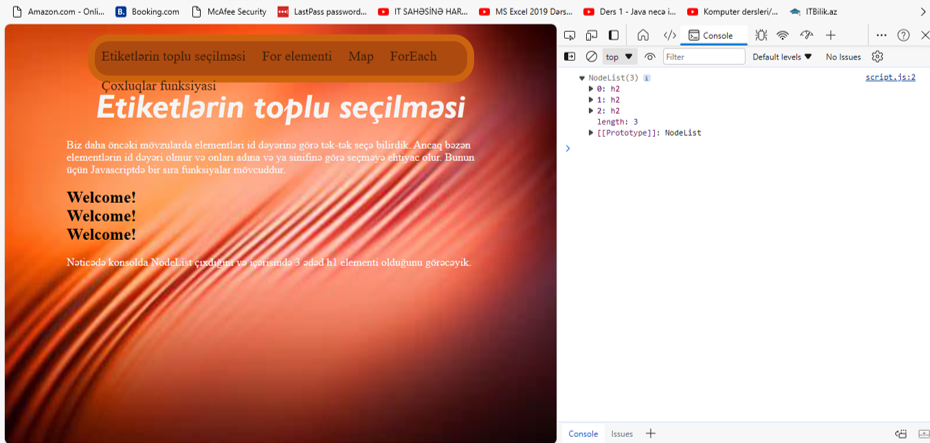 Amazon.com - Onli... Booking.com McAfee Security LastPass password... IT SAHƏSİNƏ HAR... MS Excel 2019 Dərs... Ders 1 - Java necə i... Komputer dersləri/... ITBilik.az
Etiketlərin toplu seçilməsi For elementi Map ForEach
Çoxluqlar funksiyası
Etiketlərin toplu seçilməsi
Biz daha öncəki mövzularda elementləri id dəyərinə görə tək-tək seçə bilirdik. Ancaq bəzən
elementlərin id dəyəri olmur və onları adına və ya sinifinə görə seçməyə ehtiyac olur. Bunun
üçün Javascriptdə bir sıra funksiyalar mövcuddur.
Welcome!
Welcome!
Welcome!
Nəticədə konsolda NodeList çıxdığını və içərisində 3 ədəd h1 elementi olduğunu görəcəyik.
Console
top Filter Default levels No Issues
NodeList(3) script.js:2
0: h2
1: h2
2: h2
length: 3
[[Prototype]]: NodeList
Console Issues